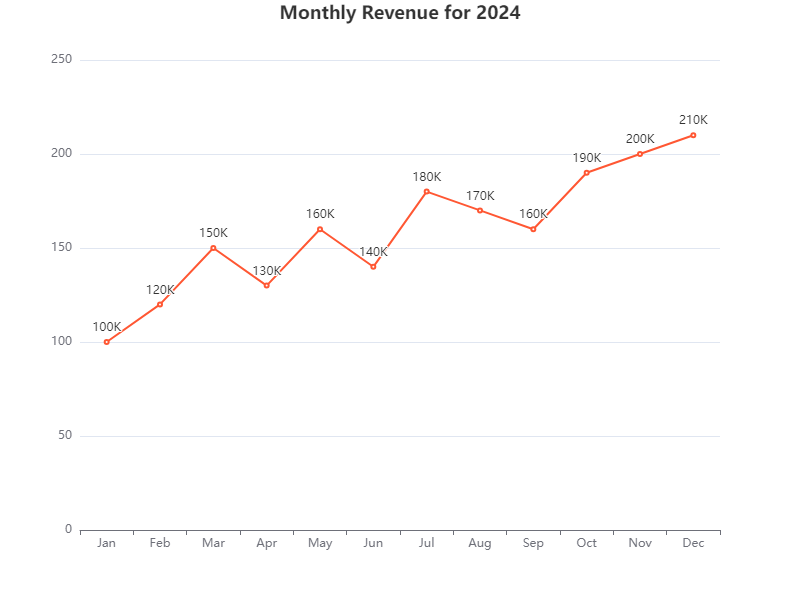 Monthly Revenue for 2024
250
200
150
100
50
0
100K
120K
150K
130K
160K
140K
180K
170K
160K
190K
200K
210K
Jan Feb Mar Apr May Jun Jul Aug Sep Oct Nov Dec